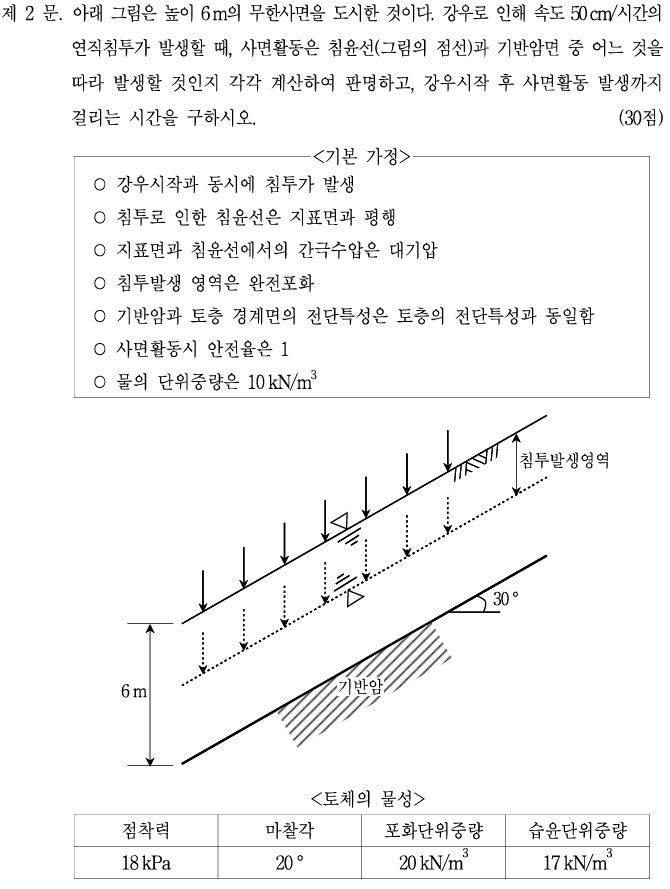 제 2 문. 아래 그림은 높이 6 m의 무한사면을 도시한 것이다. 강우로 인해 속도 50 cm/시간의
연직침투가 발생할 때, 사면활동은 침윤선(그림의 점선)과 기반암면 중 어느 것을
따라 발생할 것인지 각각 계산하여 판명하고, 강우시작 후 사면활동 발생까지
걸리는 시간을 구하시오. (30점)
<기본 가정>
○ 강우시작과 동시에 침투가 발생
○ 침투로 인한 침윤선은 지표면과 평행
○ 지표면과 침윤선에서의 간극수압은 대기압
○ 침투발생 영역은 완전포화
○ 기반암과 토층 경계면의 전단특성은 토층의 전단특성과 동일함
○ 사면활동시 안전율은 1
○ 물의 단위중량은 10 kN/m³
침투발생영역
30°
6 m
기반암
<토체의 물성>
점착력 마찰각 포화단위중량 습윤단위중량
18 kPa 20° 20 kN/m³ 17 kN/m³